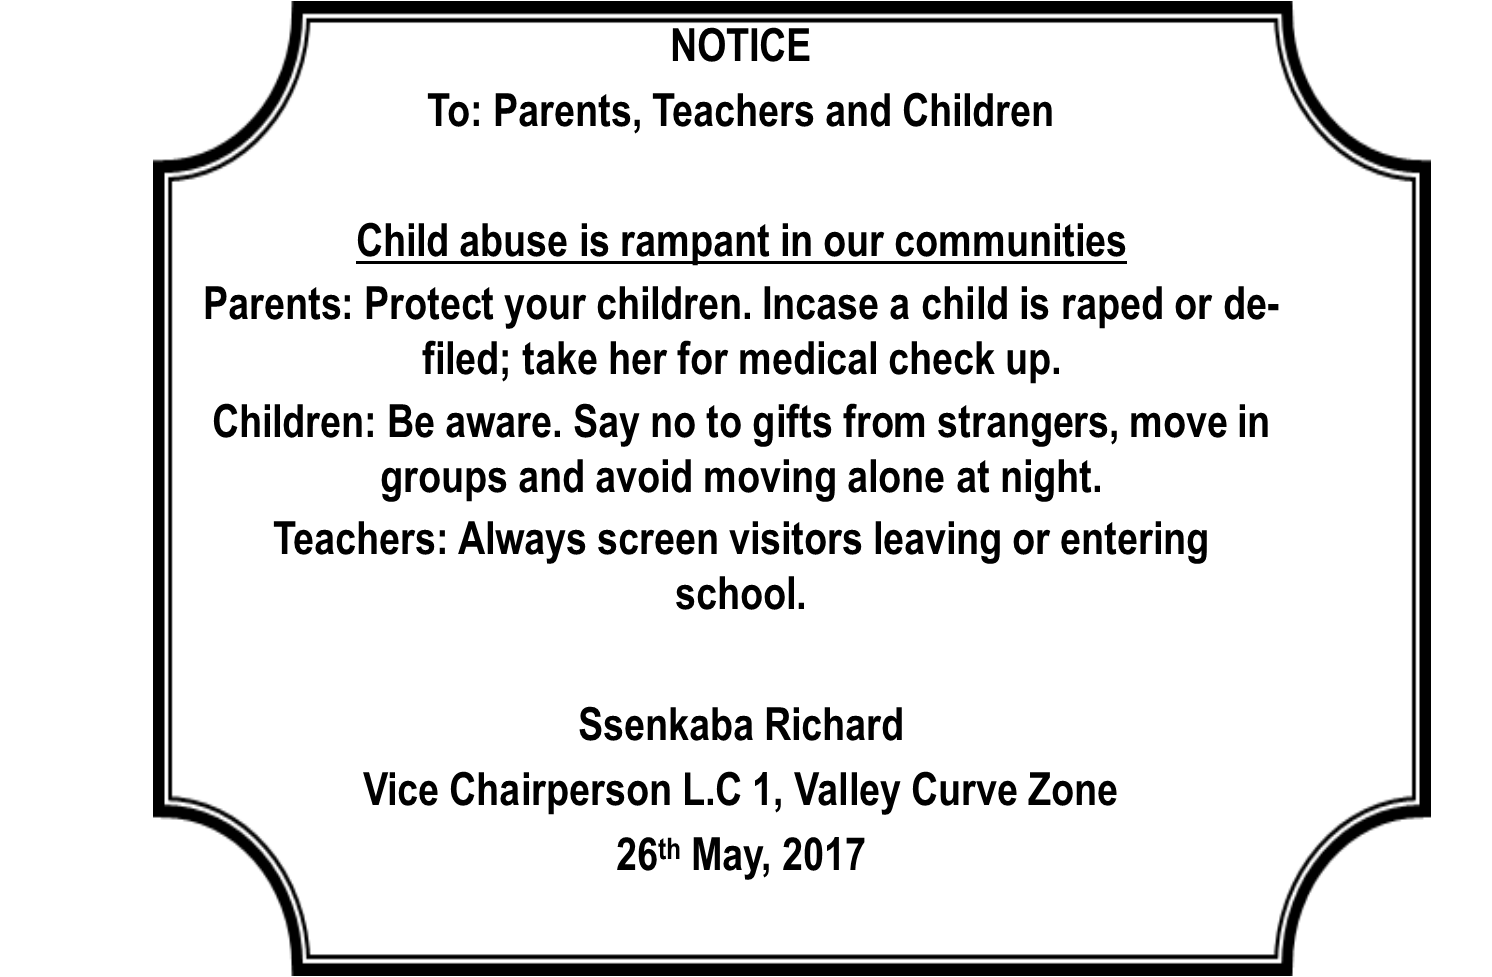 NOTICE
To: Parents, Teachers and Children
Child abuse is rampant in our communities
Parents: Protect your children. Incase a child is raped or de-
filed; take her for medical check up.
Children: Be aware. Say no to gifts from strangers, move in
groups and avoid moving alone at night.
Teachers: Always screen visitors leaving or entering
school.
Ssenkaba Richard
Vice Chairperson L.C 1, Valley Curve Zone
26th May, 2017